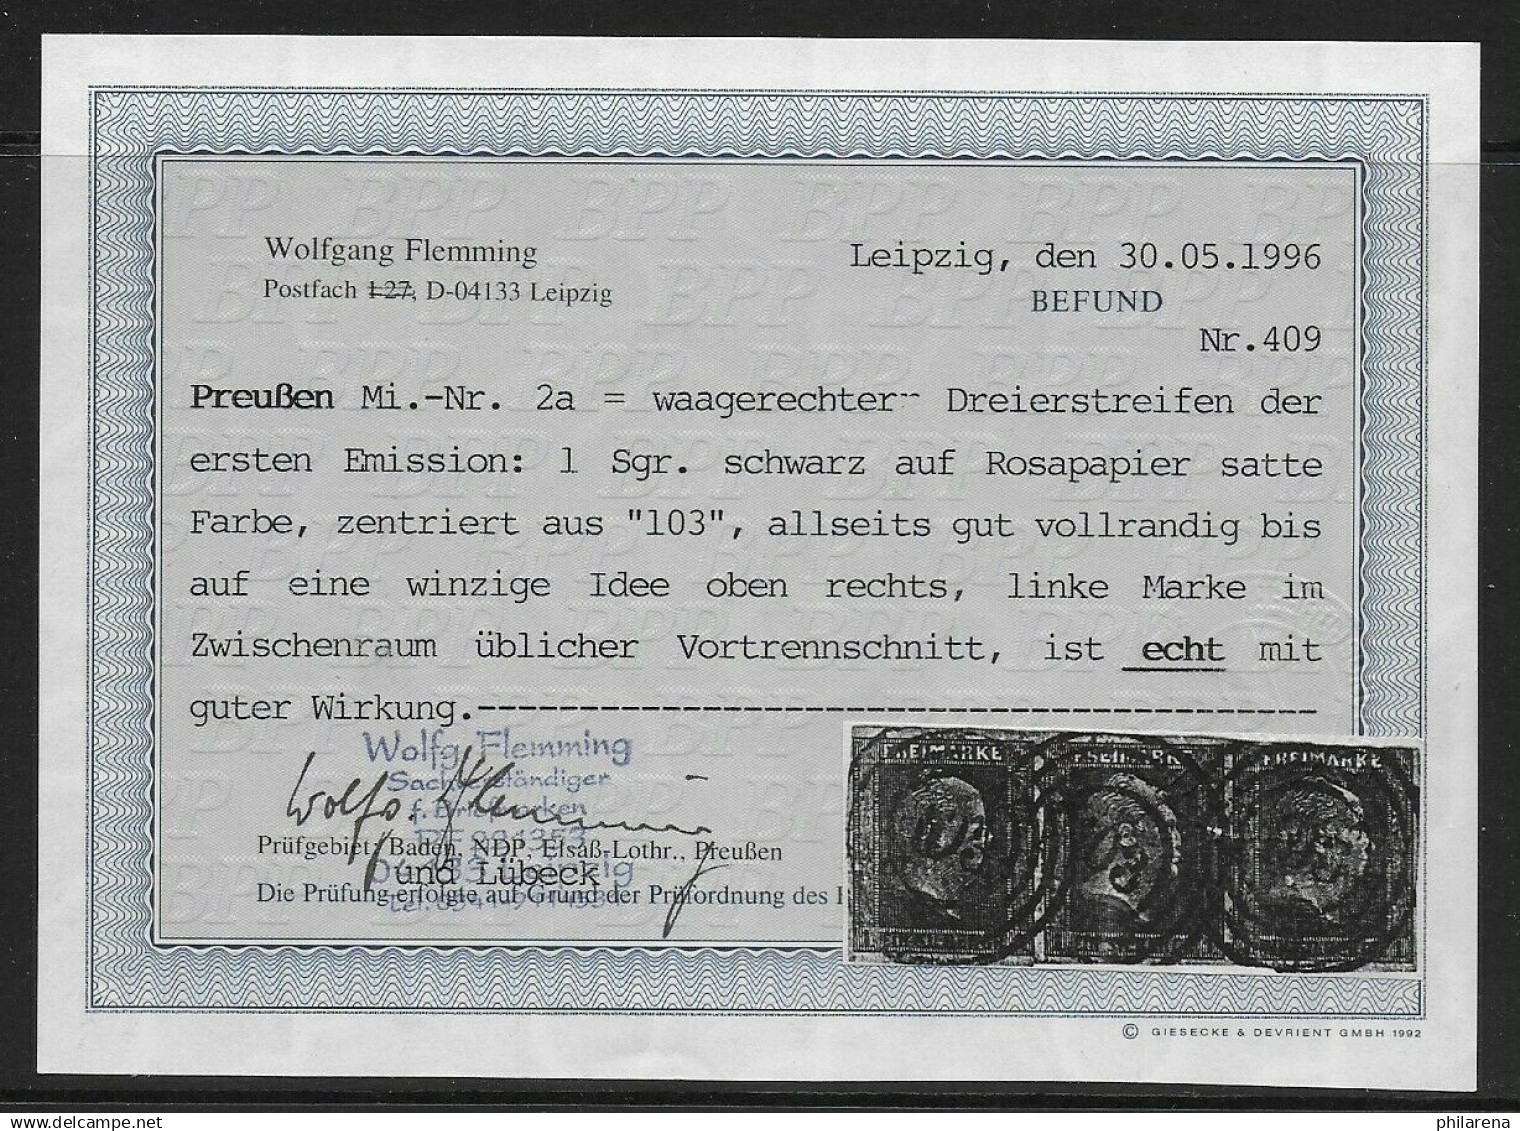 Wolfgang Flemming
Postfach 127, D-04133 Leipzig
Leipzig, den 30.05.1996
BEFUND
Nr.409
Preußen Mi.-Nr. 2a = waagerechter-- Dreierstreifen der
ersten Emission: 1 Sgr. schwarz auf Rosapapier satte
Farbe, zentriert aus "103", allseits gut vollrandig bis
auf eine winzige Idee oben rechts, linke Marke im
Zwischenraum üblicher Vortrennschnitt, ist echt mit
guter Wirkung.-----------------------------------------
Wolfg. Flemming
Sachverständiger
f. Briefmarken
Prüfgebiet: Baden, NDP, Elsaß-Lothr., Preußen
und Lübeck
Die Prüfung erfolgte auf Grund der Prüfordnung des
FREIMARKE FREIMARKE
103
© GIESECKE & DEVRIENT GMBH 1992
philarena